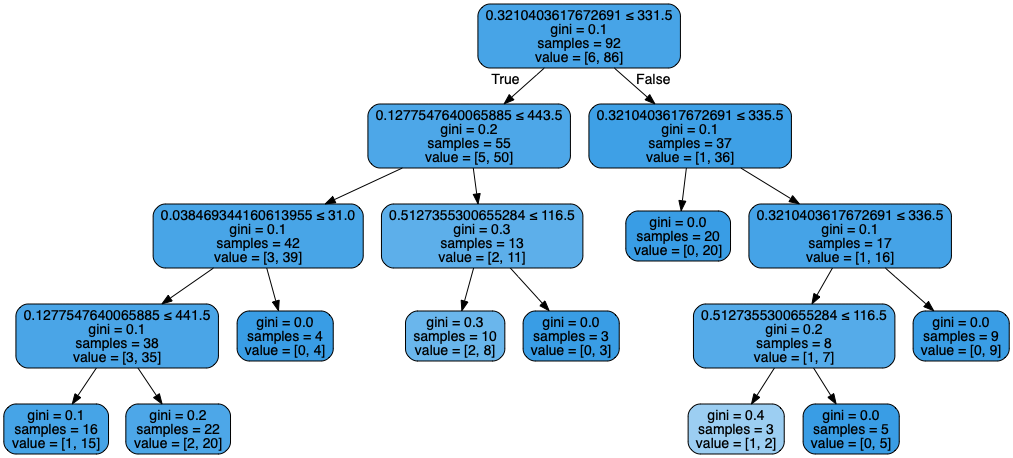 0.3210403617672691 ≤ 331.5
gini = 0.1
samples = 92
value = [6, 86]
True
False
0.1277547640065885 ≤ 443.5
gini = 0.2
samples = 55
value = [5, 50]
0.3210403617672691 ≤ 335.5
gini = 0.1
samples = 37
value = [1, 36]
0.038469344160613955 ≤ 31.0
gini = 0.1
samples = 42
value = [3, 39]
0.5127355300655284 ≤ 116.5
gini = 0.3
samples = 13
value = [2, 11]
gini = 0.0
samples = 20
value = [0, 20]
0.3210403617672691 ≤ 336.5
gini = 0.1
samples = 17
value = [1, 16]
0.1277547640065885 ≤ 441.5
gini = 0.1
samples = 38
value = [3, 35]
gini = 0.0
samples = 4
value = [0, 4]
gini = 0.3
samples = 10
value = [2, 8]
gini = 0.0
samples = 3
value = [0, 3]
0.5127355300655284 ≤ 116.5
gini = 0.2
samples = 8
value = [1, 7]
gini = 0.0
samples = 9
value = [0, 9]
gini = 0.1
samples = 16
value = [1, 15]
gini = 0.2
samples = 22
value = [2, 20]
gini = 0.4
samples = 3
value = [1, 2]
gini = 0.0
samples = 5
value = [0, 5]